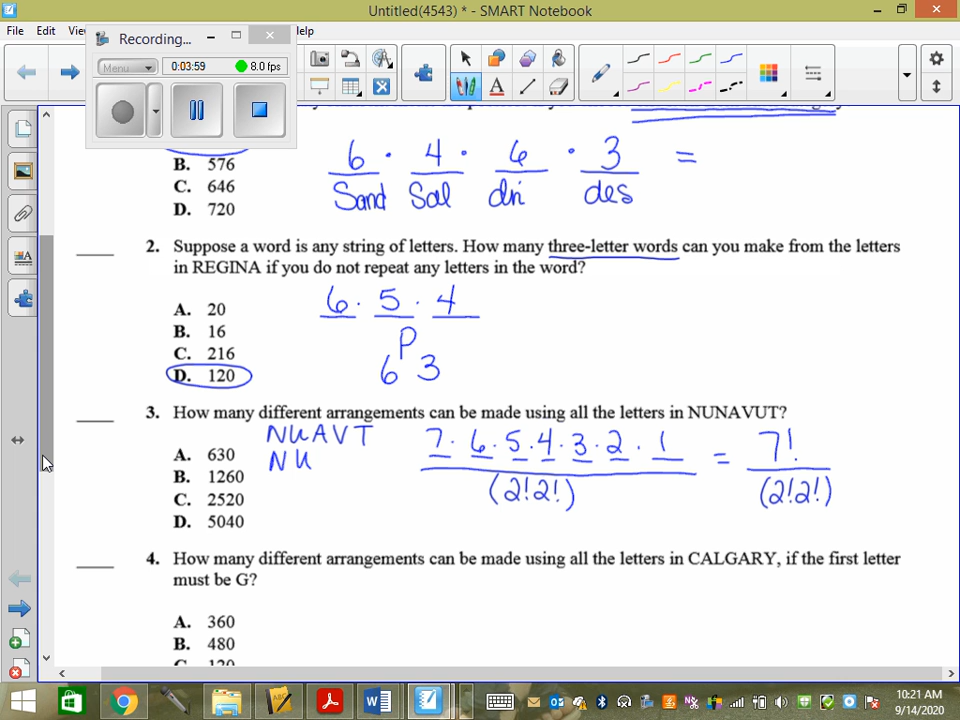 Untitled(4543) * - SMART Notebook
File Edit Help
Recording...
Menu 0:03:59 8.0 fps
B. 576
C. 646
D. 720
6 · 4 · 6 · 3 =
Sand Sal dri des
2. Suppose a word is any string of letters. How many three-letter words can you make from the letters
in REGINA if you do not repeat any letters in the word?
A. 20
B. 16
C. 216
D. 120
6 · 5 · 4
6 P 3
3. How many different arrangements can be made using all the letters in NUNAVUT?
A. 630
B. 1260
C. 2520
D. 5040
NUAVT
NU
7 · 6 · 5 · 4 · 3 · 2 · 1 = 7!
(2!2!) (2!2!)
4. How many different arrangements can be made using all the letters in CALGARY, if the first letter
must be G?
A. 360
B. 480
10:21 AM
9/14/2020